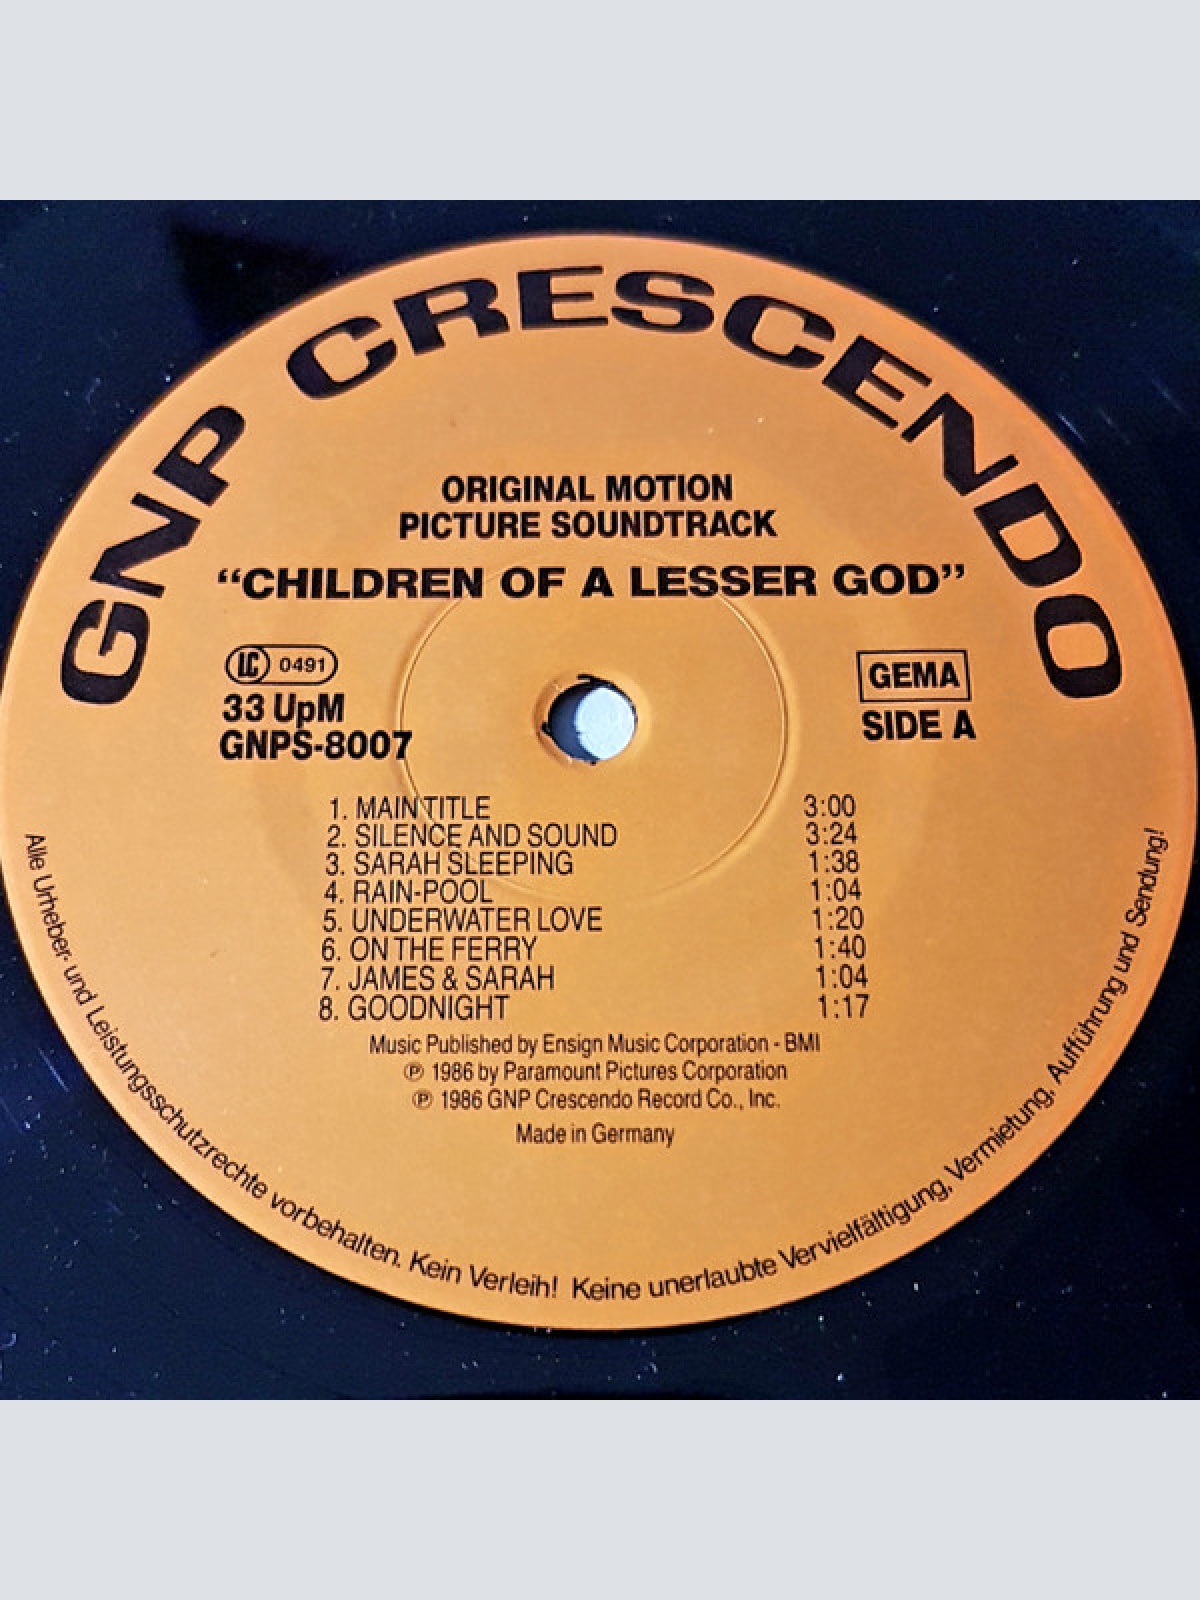 GNP CRESCENDO
ORIGINAL MOTION
PICTURE SOUNDTRACK
“CHILDREN OF A LESSER GOD”
LC 0491
33 UpM
GNPS-8007
GEMA
SIDE A
1. MAIN TITLE 3:00
2. SILENCE AND SOUND 3:24
3. SARAH SLEEPING 1:38
4. RAIN-POOL 1:04
5. UNDERWATER LOVE 1:20
6. ON THE FERRY 1:40
7. JAMES & SARAH 1:04
8. GOODNIGHT 1:17
Music Published by Ensign Music Corporation - BMI
℗ 1986 by Paramount Pictures Corporation
℗ 1986 GNP Crescendo Record Co., Inc.
Made in Germany
Alle Urheber- und Leistungsschutzrechte vorbehalten. Kein Verleih! Keine unerlaubte Vervielfältigung, Vermietung, Aufführung und Sendung!